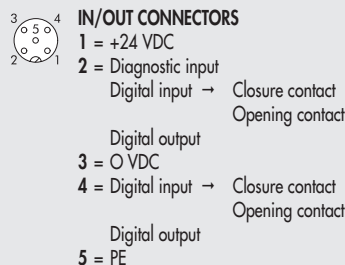 3 4
5
2 1
IN/OUT CONNECTORS
1 = +24 VDC
2 = Diagnostic input
Digital input → Closure contact
Opening contact
Digital output
3 = O VDC
4 = Digital input → Closure contact
Opening contact
Digital output
5 = PE